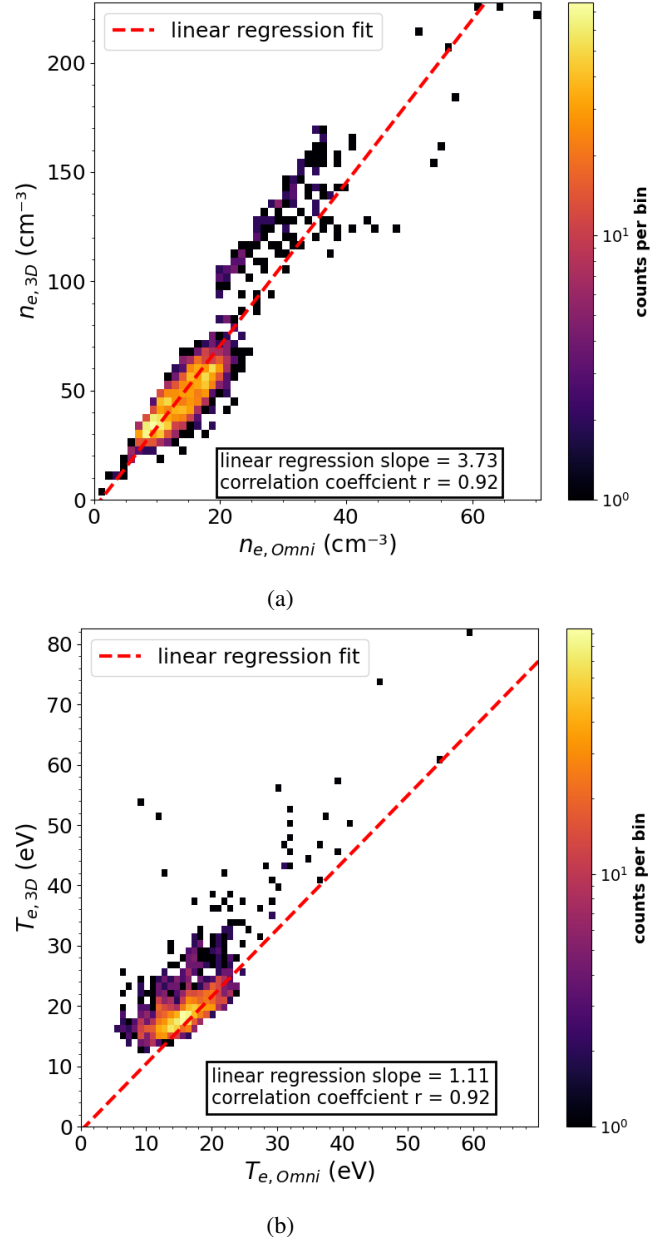 linear regression fit
200
150
100
50
0
n_{e, 3D} (cm⁻³)
0
20
40
60
n_{e, Omni} (cm⁻³)
linear regression slope = 3.73
correlation coeffcient r = 0.92
10¹
10⁰
counts per bin
(a)
linear regression fit
80
70
60
50
40
30
20
10
0
T_{e, 3D} (eV)
0
10
20
30
40
50
60
T_{e, Omni} (eV)
linear regression slope = 1.11
correlation coeffcient r = 0.92
10¹
10⁰
counts per bin
(b)